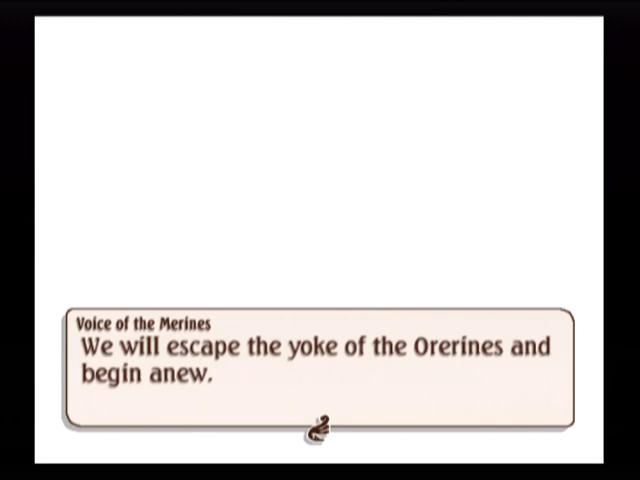 Voice of the Merines
We will escape the yoke of the Orerines and
begin anew.